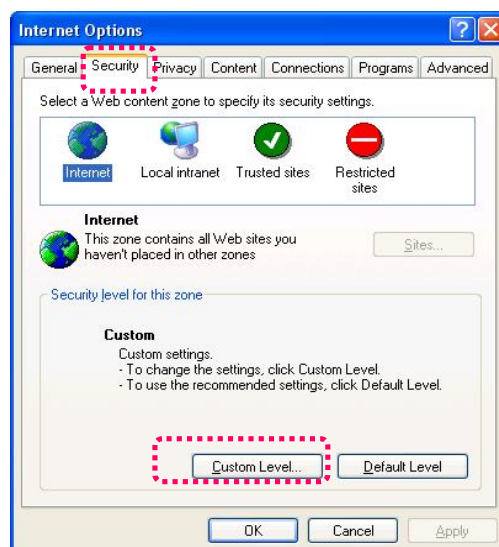 Internet Options
General Security Privacy Content Connections Programs Advanced
Select a Web content zone to specify its security settings.
Internet Local intranet Trusted sites Restricted
sites
Internet
This zone contains all Web sites you
haven't placed in other zones
Sites...
Security level for this zone
Custom
Custom settings.
- To change the settings, click Custom Level.
- To use the recommended settings, click Default Level.
Custom Level... Default Level
OK Cancel Apply